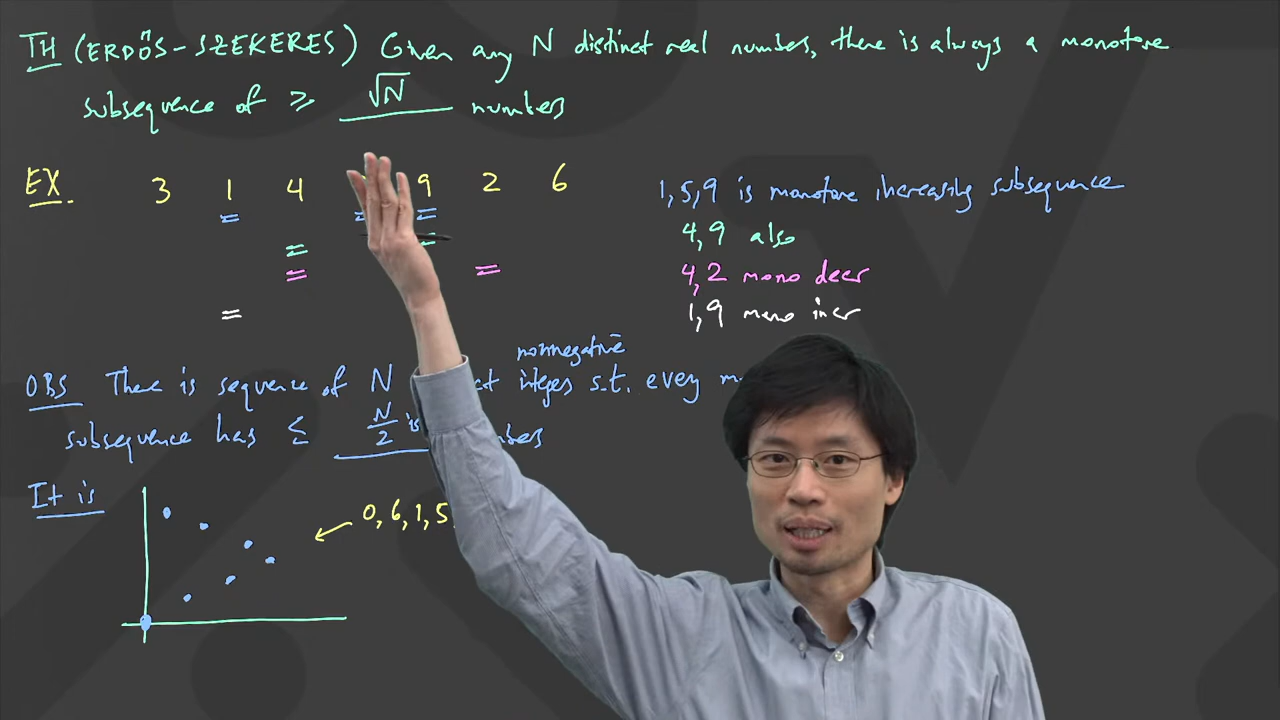 TH (ERDŐS-SZEKERES) Given any N distinct real numbers, there is always a monotone
subsequence of ≥ √N numbers
EX. 3 1 4 9 2 6
1,5,9 is monotone increasing subsequence
4,9 also
4,2 mono decr
1,9 mono incr
nonnegative
OBS There is sequence of N integers s.t. every
subsequence has ≤ N/2 is
It is
0, 6, 1, 5